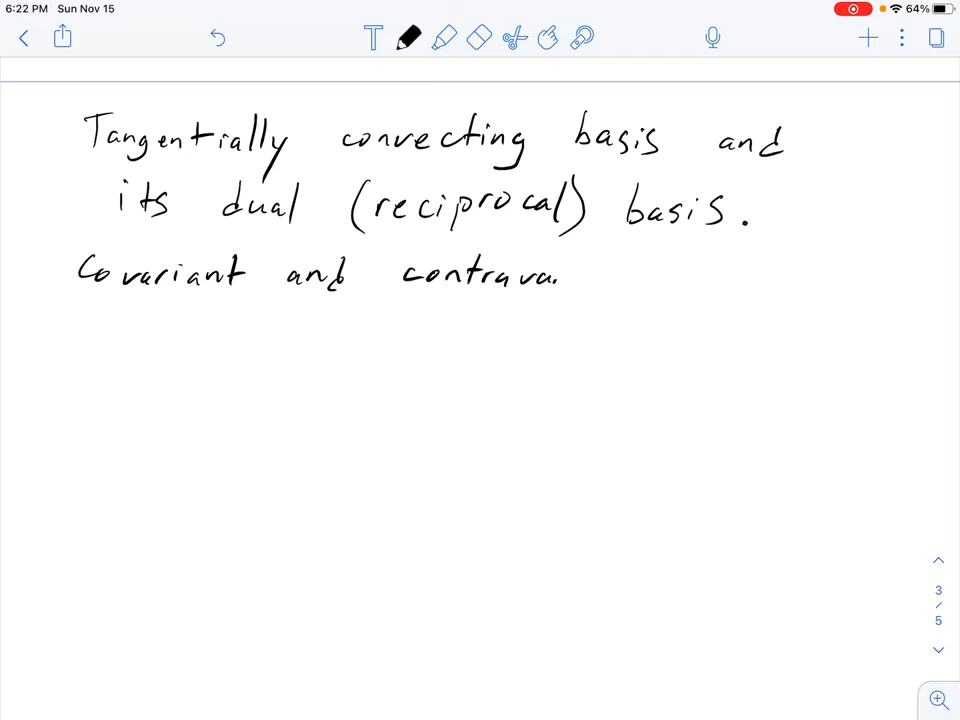 6:22 PM Sun Nov 15
64%
T
Tangentially convecting basis and
its dual (reciprocal) basis.
Covariant and contrava
3
/
5